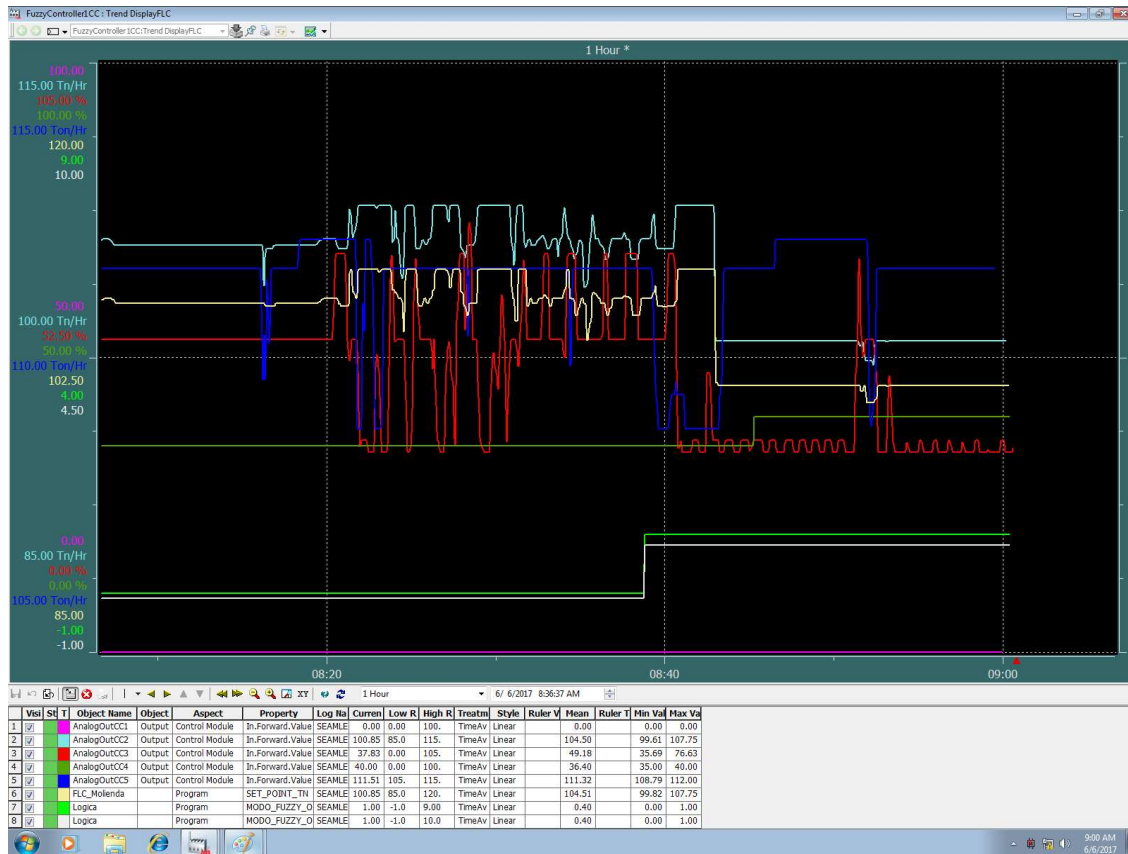 FuzzyController1CC : Trend DisplayFLC
FuzzyController1CC:Trend DisplayFLC
1 Hour *
100.00
115.00 Tn/Hr
105.00 %
100.00 %
115.00 Ton/Hr
120.00
9.00
10.00
50.00
100.00 Tn/Hr
52.50 %
50.00 %
110.00 Ton/Hr
102.50
4.00
4.50
0.00
85.00 Tn/Hr
0.00 %
0.00 %
105.00 Ton/Hr
85.00
-1.00
-1.00
08:20 08:40 09:00
XY 1 Hour 6/ 6/2017 8:36:37 AM
Visi St T Object Name Object Aspect Property Log Na Curren Low R High R Treatm Style Ruler V Mean Ruler T Min Val Max Va
1 AnalogOutCC1 Output Control Module In.Forward.Value SEAMLE 0.00 0.00 100. TimeAv Linear 0.00 0.00 0.00
2 AnalogOutCC2 Output Control Module In.Forward.Value SEAMLE 100.85 85.0 115. TimeAv Linear 104.50 99.61 107.75
3 AnalogOutCC3 Output Control Module In.Forward.Value SEAMLE 37.83 0.00 105. TimeAv Linear 49.18 35.69 76.63
4 AnalogOutCC4 Output Control Module In.Forward.Value SEAMLE 40.00 0.00 100. TimeAv Linear 36.40 35.00 40.00
5 AnalogOutCC5 Output Control Module In.Forward.Value SEAMLE 111.51 105. 115. TimeAv Linear 111.32 108.79 112.00
6 FLC_Molienda Program SET_POINT_TN SEAMLE 100.85 85.0 120. TimeAv Linear 104.51 99.82 107.75
7 Logica Program MODO_FUZZY_O SEAMLE 1.00 -1.0 9.00 TimeAv Linear 0.40 0.00 1.00
8 Logica Program MODO_FUZZY_O SEAMLE 1.00 -1.0 10.0 TimeAv Linear 0.40 0.00 1.00
9:00 AM
6/6/2017